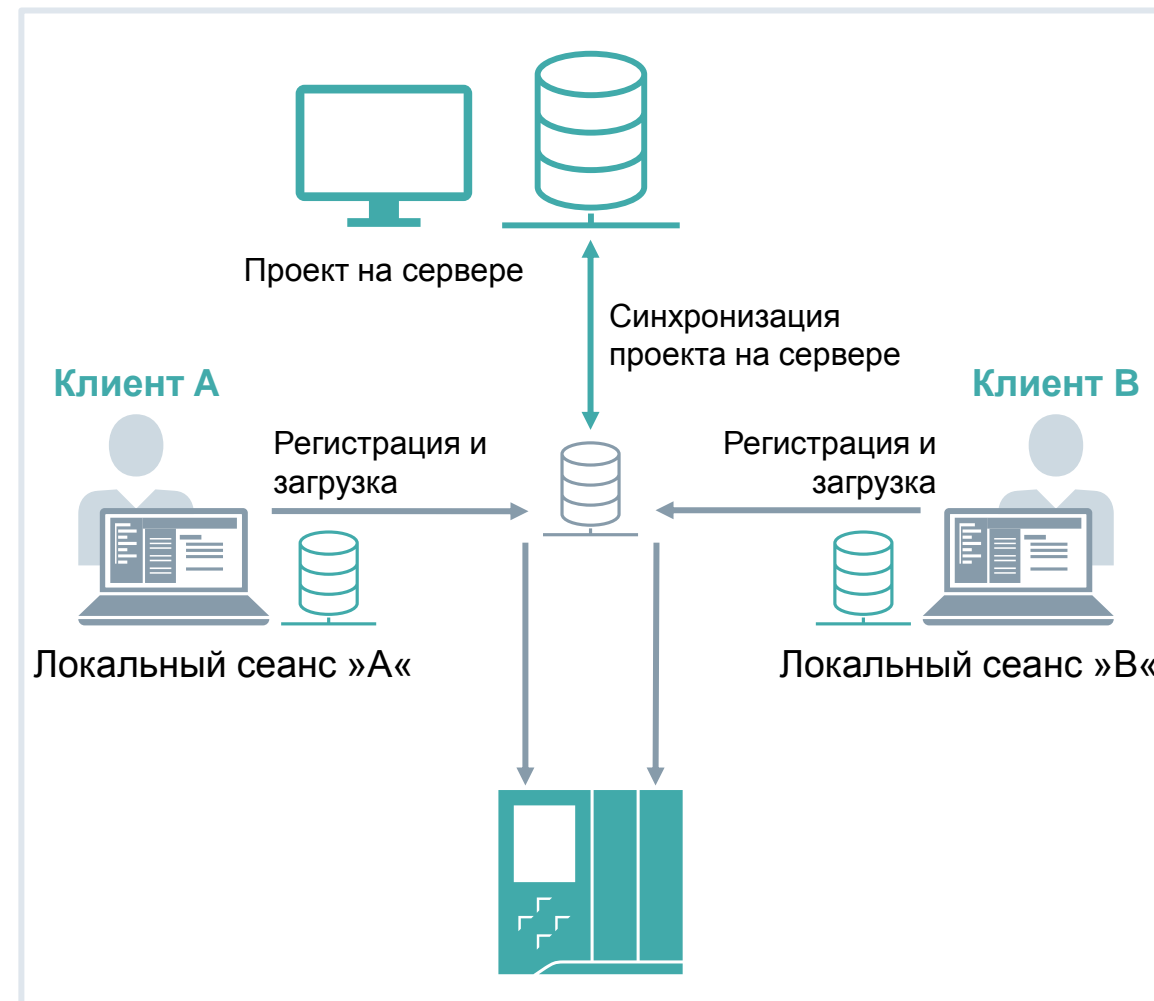 Проект на сервере
Синхронизация
проекта на сервере
Клиент A
Клиент B
Регистрация и
загрузка
Регистрация и
загрузка
Локальный сеанс »A«
Локальный сеанс »B«